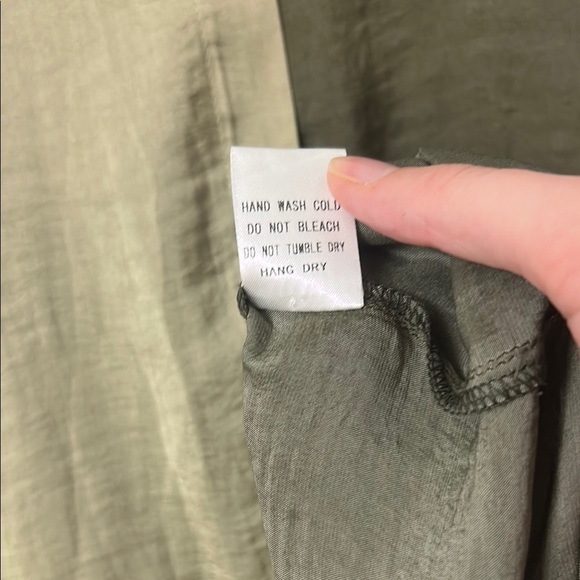 HAND WASH COLD
DO NOT BLEACH
DO NOT TUMBLE DRY
HANG DRY